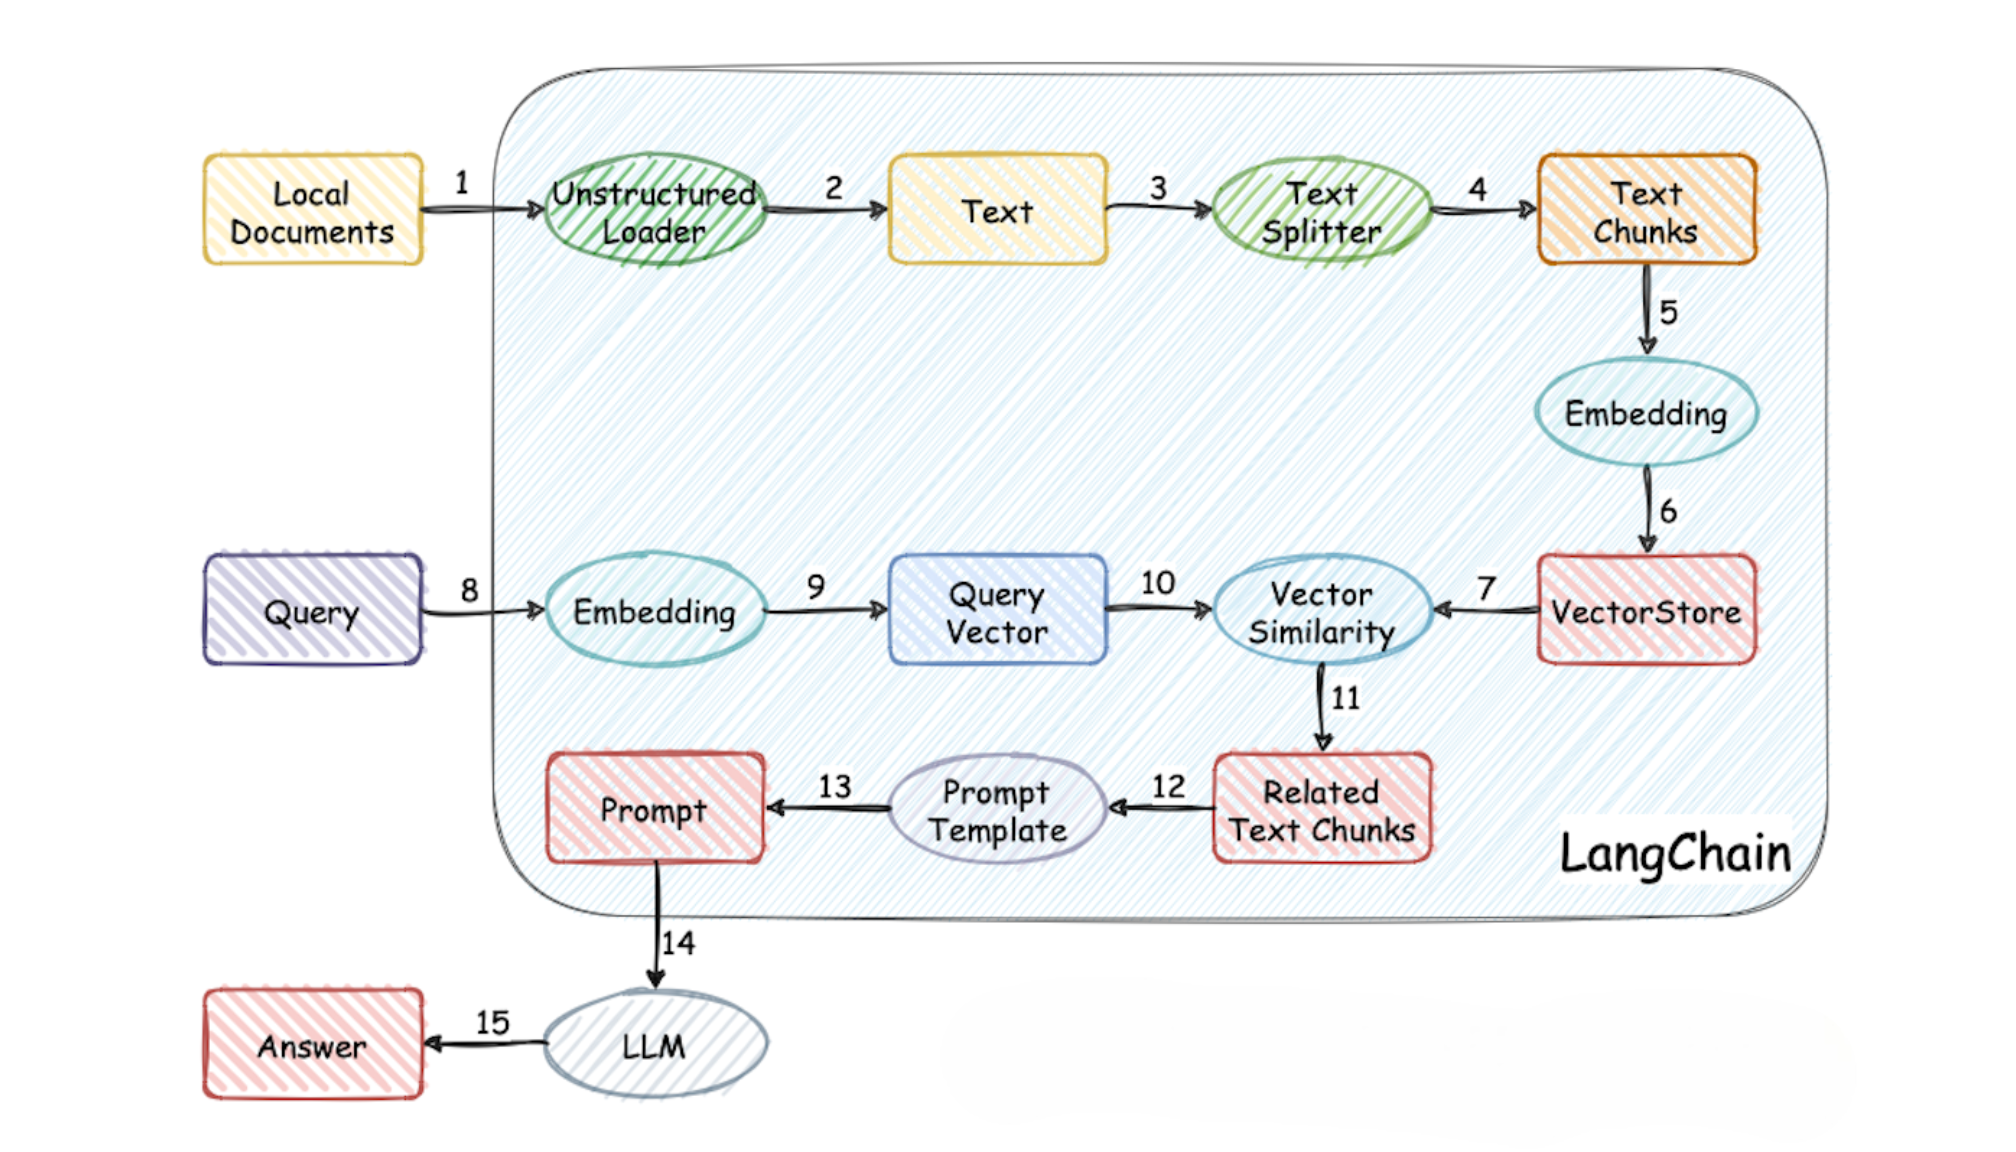 Local
Documents
1
Unstructured
Loader
2
Text
3
Text
Splitter
4
Text
Chunks
5
Embedding
6
Query
8
Embedding
9
Query
Vector
10
Vector
Similarity
7
VectorStore
11
Prompt
13
Prompt
Template
12
Related
Text Chunks
LangChain
14
Answer
15
LLM